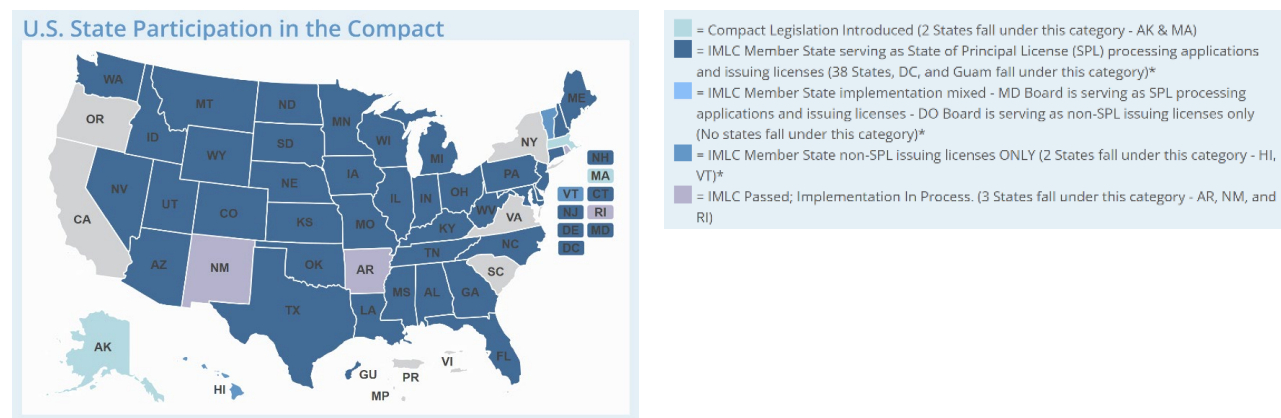 U.S. State Participation in the Compact
WA
MT
ND
MN
ME
OR
ID
SD
WI
NY
WY
MI
NH
IA
PA
MA
NE
NV
IL
IN
OH
VT
CT
UT
CO
WV
NJ
RI
CA
KS
MO
KY
VA
DE
MD
NC
DC
TN
AZ
NM
OK
AR
SC
MS
AL
GA
TX
LA
AK
FL
VI
GU
PR
HI
MP
= Compact Legislation Introduced (2 States fall under this category - AK & MA)
= IMLC Member State serving as State of Principal License (SPL) processing applications
and issuing licenses (38 States, DC, and Guam fall under this category)*
= IMLC Member State implementation mixed - MD Board is serving as SPL processing
applications and issuing licenses - DO Board is serving as non-SPL issuing licenses only
(No states fall under this category)*
= IMLC Member State non-SPL issuing licenses ONLY (2 States fall under this category - HI,
VT)*
= IMLC Passed; Implementation In Process. (3 States fall under this category - AR, NM, and
RI)